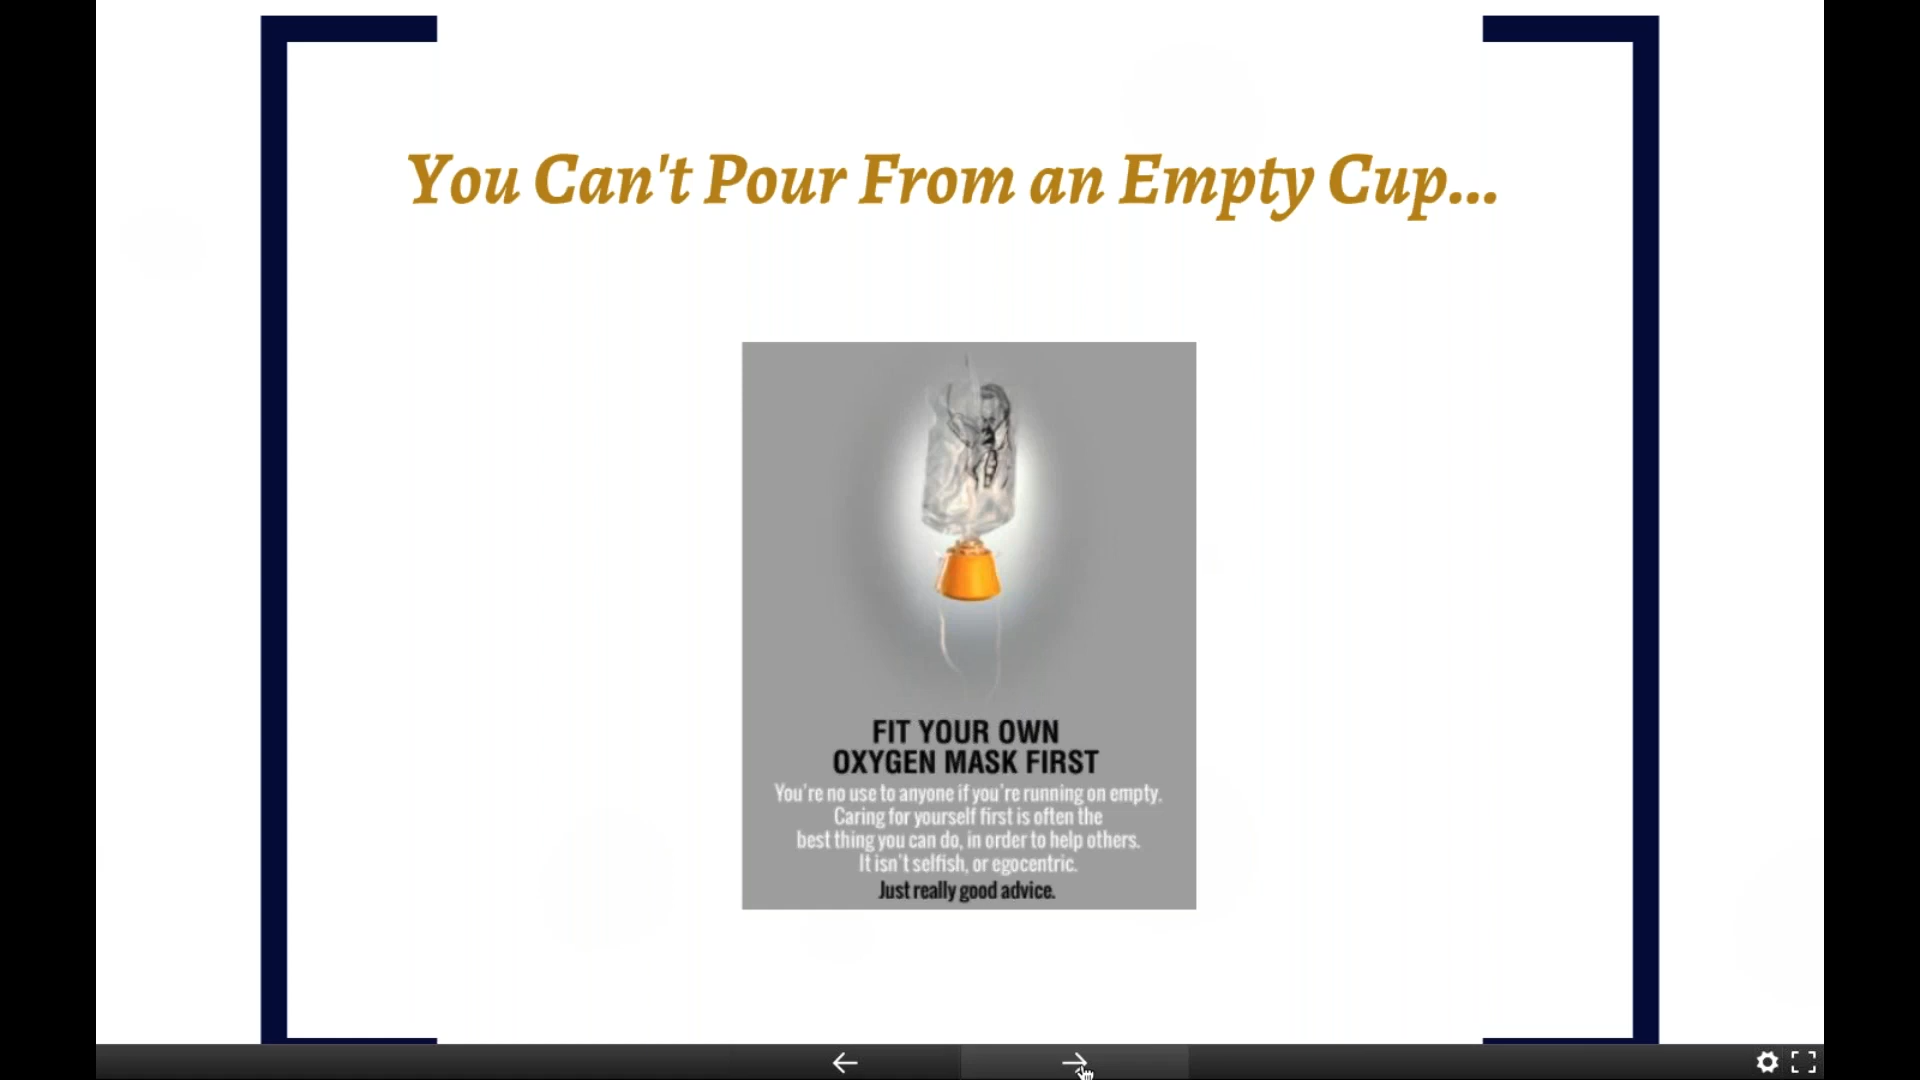 You Can't Pour From an Empty Cup...
FIT YOUR OWN
OXYGEN MASK FIRST
You're no use to anyone if you're running on empty.
Caring for yourself first is often the
best thing you can do, in order to help others.
It isn't selfish, or egocentric.
Just really good advice.